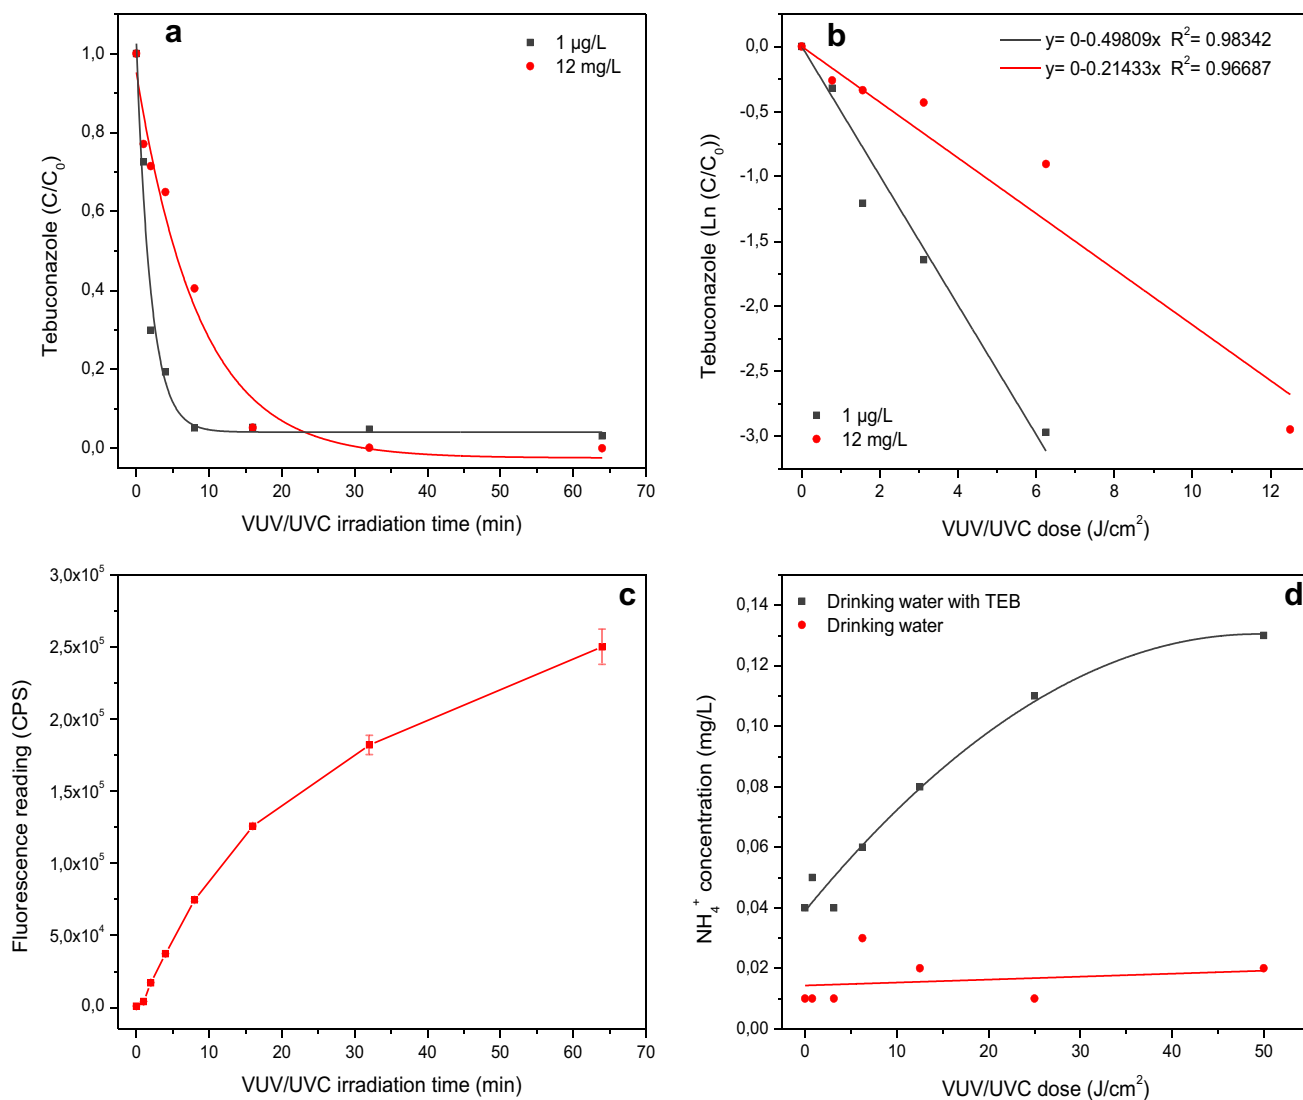 a
1 µg/L
12 mg/L
1,0
0,8
0,6
0,4
0,2
0,0
Tebuconazole (C/C₀)
0 10 20 30 40 50 60 70
VUV/UVC irradiation time (min)
b
y= 0-0.49809x R²= 0.98342
y= 0-0.21433x R²= 0.96687
0,0
-0,5
-1,0
-1,5
-2,0
-2,5
-3,0
Tebuconazole (Ln (C/C₀))
1 µg/L
12 mg/L
0 2 4 6 8 10 12
VUV/UVC dose (J/cm²)
c
3,0x10⁵
2,5x10⁵
2,0x10⁵
1,5x10⁵
1,0x10⁵
5,0x10⁴
0,0
Fluorescence reading (CPS)
0 10 20 30 40 50 60 70
VUV/UVC irradiation time (min)
d
Drinking water with TEB
Drinking water
0,14
0,12
0,10
0,08
0,06
0,04
0,02
0,00
NH₄⁺ concentration (mg/L)
0 10 20 30 40 50
VUV/UVC dose (J/cm²)